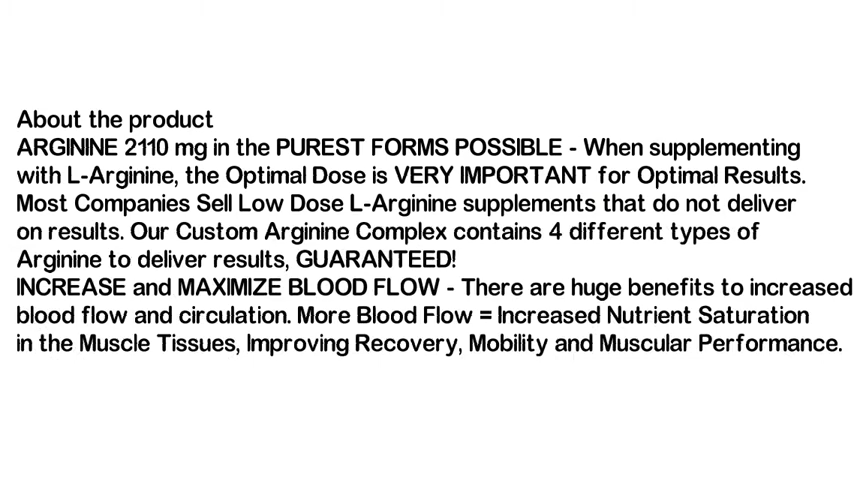 About the product
ARGININE 2110 mg in the PUREST FORMS POSSIBLE - When supplementing
with L-Arginine, the Optimal Dose is VERY IMPORTANT for Optimal Results.
Most Companies Sell Low Dose L-Arginine supplements that do not deliver
on results. Our Custom Arginine Complex contains 4 different types of
Arginine to deliver results, GUARANTEED!
INCREASE and MAXIMIZE BLOOD FLOW - There are huge benefits to increased
blood flow and circulation. More Blood Flow = Increased Nutrient Saturation
in the Muscle Tissues, Improving Recovery, Mobility and Muscular Performance.